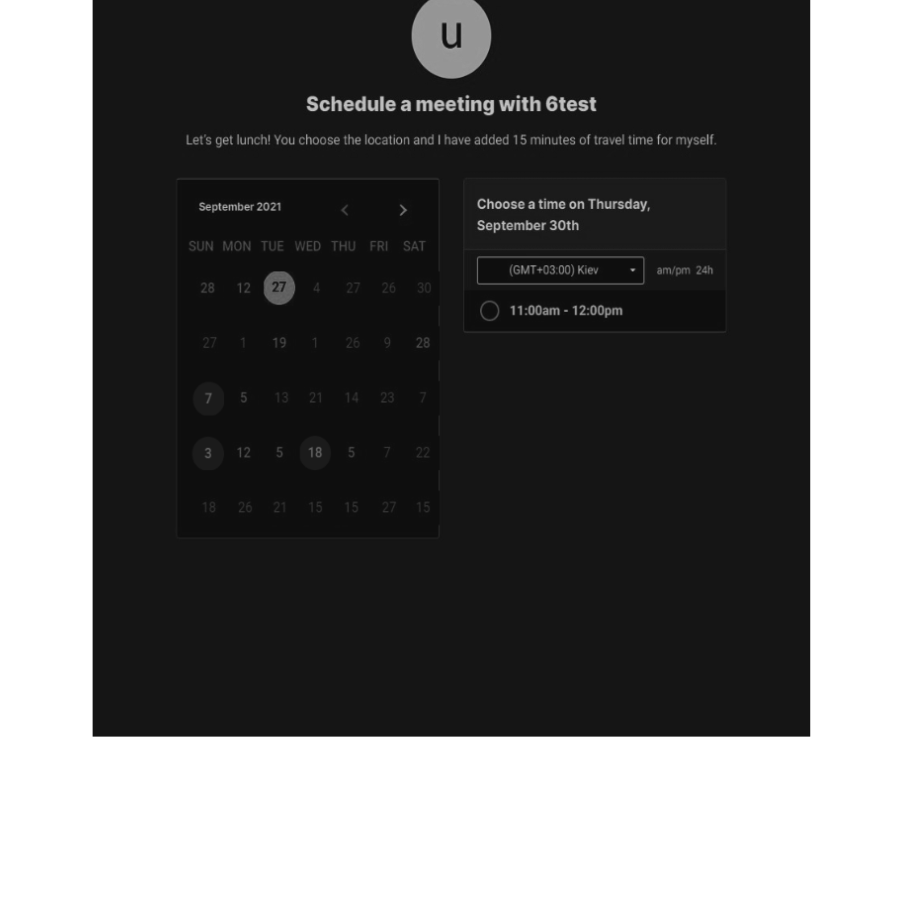 u
Schedule a meeting with 6test
Let's get lunch! You choose the location and I have added 15 minutes of travel time for myself.
September 2021
SUN MON TUE WED THU FRI SAT
28 12 27 4 27 26 30
27 1 19 1 26 9 28
7 5 13 21 14 23 7
3 12 5 18 5 7 22
18 26 21 15 15 27 15
Choose a time on Thursday,
September 30th
(GMT+03:00) Kiev am/pm 24h
11:00am - 12:00pm